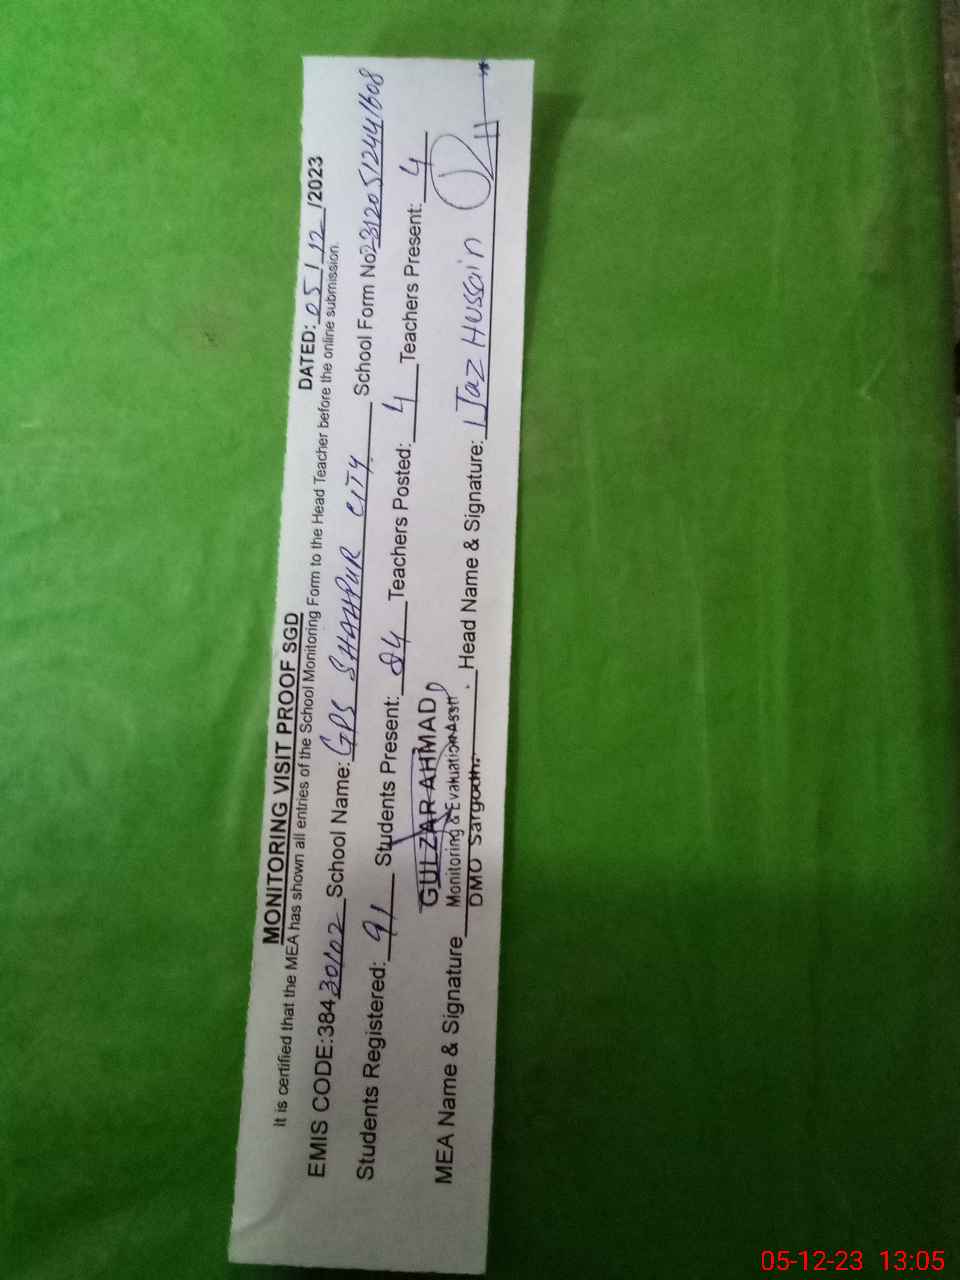 MONITORING VISIT PROOF SGD
DATED: 05/12/2023
It is certified that the MEA has shown all entries of the School Monitoring Form to the Head Teacher before the online submission.
EMIS CODE:38430102 School Name: GPS SHAHPUR CITY School Form No 231205124441608
Students Registered: 91 Students Present: 84 Teachers Posted: 4 Teachers Present: 4
MEA Name & Signature Head Name & Signature: IJaz HUSSain
GULZAR AHMAD
Monitoring & Evaluation Asstt
DMO Sargodha
05-12-23 13:05